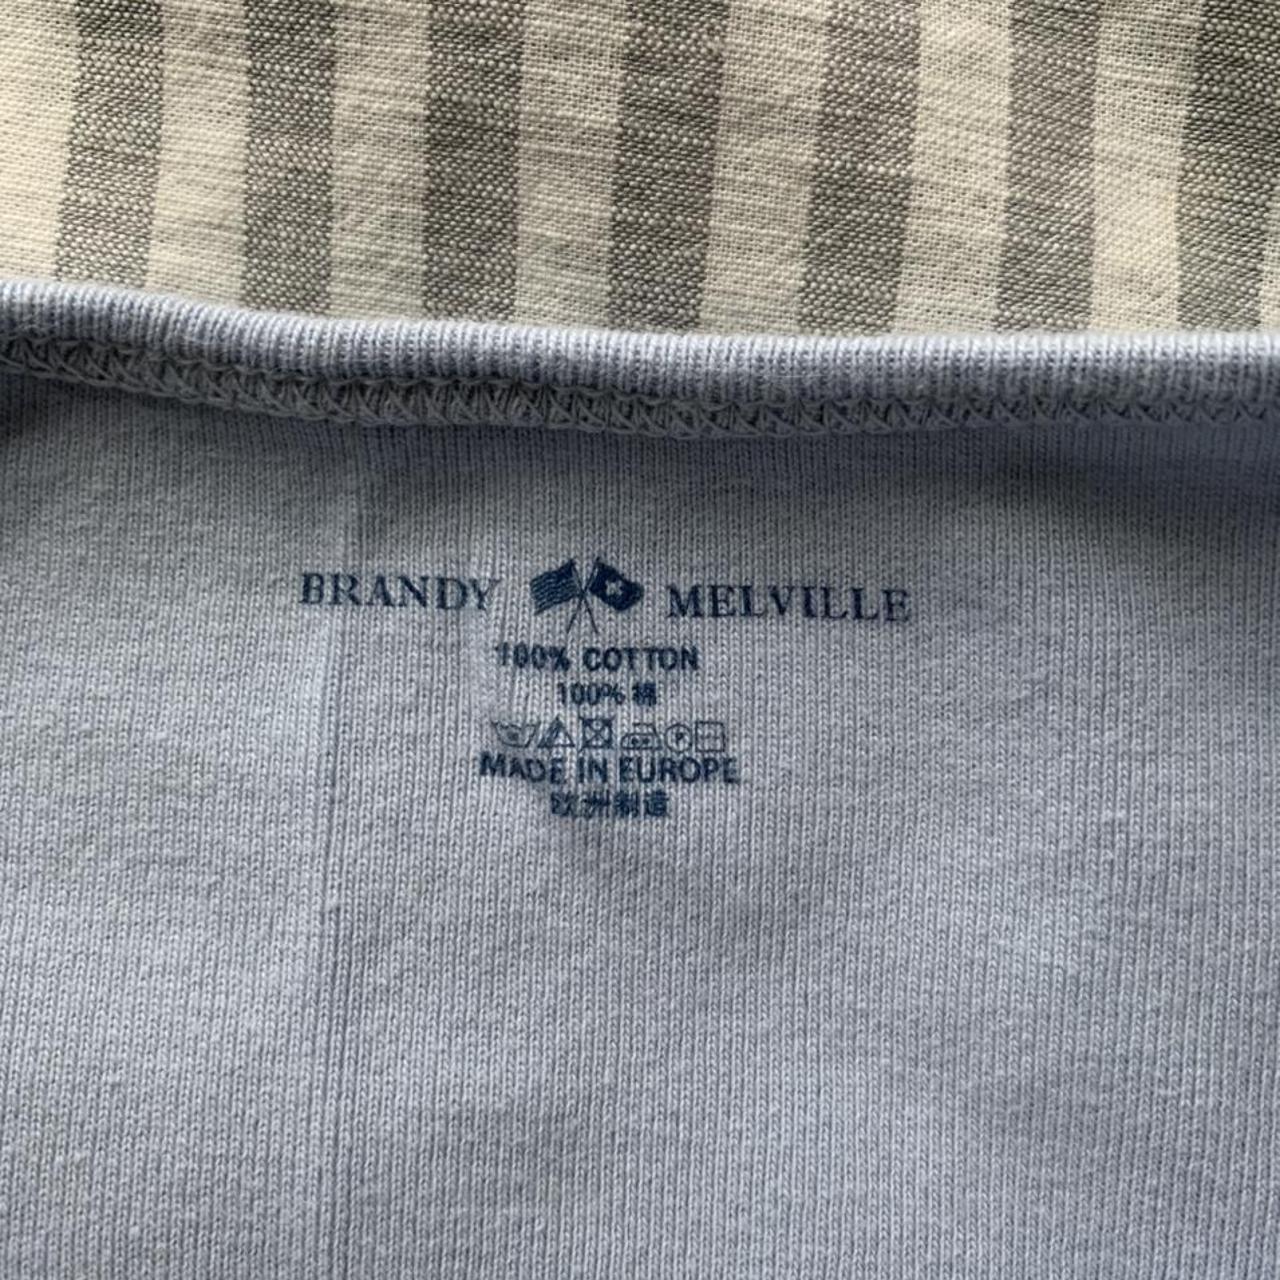 BRANDY MELVILLE
100% COTTON
100% 棉
MADE IN EUROPE
欧洲制造